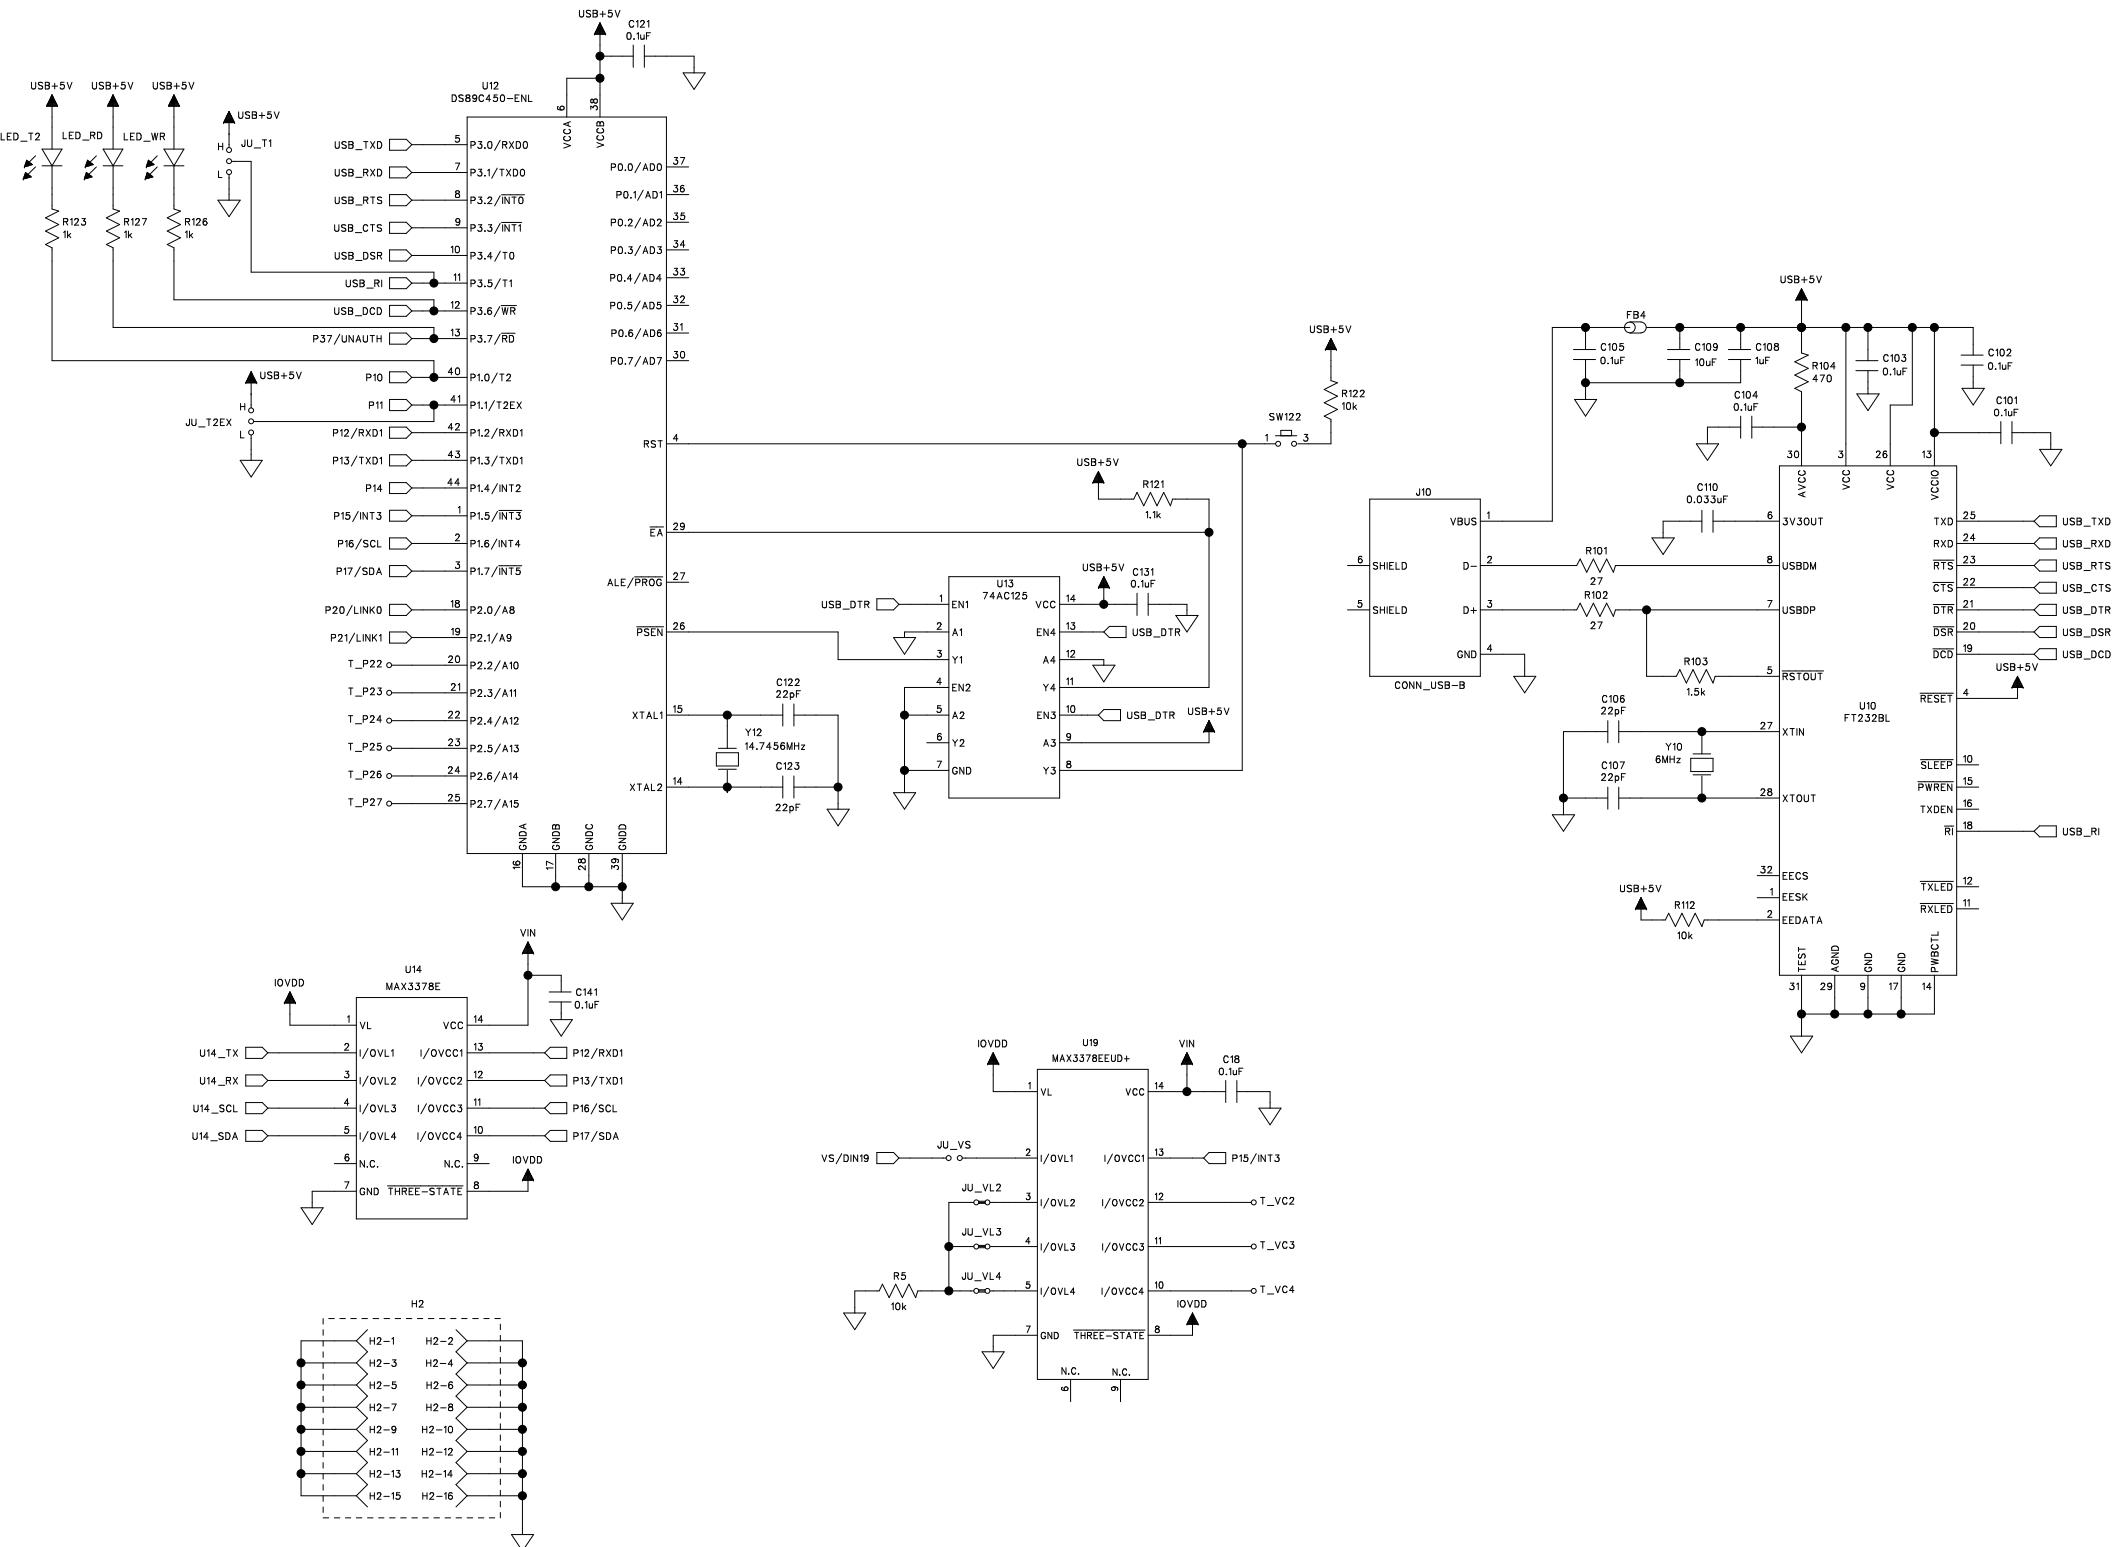 USB+5V
C121
0.1uF
U12
DS89C450-ENL
6
38
VCCA
VCCB
USB+5V
USB+5V
USB+5V
LED_T2
LED_RD
LED_WR
USB+5V
H
JU_T1
L
R123
1k
R127
1k
R126
1k
USB_TXD
5
P3.0/RXD0
USB_RXD
7
P3.1/TXD0
USB_RTS
8
P3.2/INT0
USB_CTS
9
P3.3/INT1
USB_DSR
10
P3.4/T0
USB_RI
11
P3.5/T1
USB_DCD
12
P3.6/WR
P37/UNAUTH
13
P3.7/RD
P10
40
P1.0/T2
P11
41
P1.1/T2EX
USB+5V
H
JU_T2EX
L
P12/RXD1
42
P1.2/RXD1
P13/TXD1
43
P1.3/TXD1
P14
44
P1.4/INT2
P15/INT3
1
P1.5/INT3
P16/SCL
2
P1.6/INT4
P17/SDA
3
P1.7/INT5
P20/LINK0
18
P2.0/A8
P21/LINK1
19
P2.1/A9
T_P22
20
P2.2/A10
T_P23
21
P2.3/A11
T_P24
22
P2.4/A12
T_P25
23
P2.5/A13
T_P26
24
P2.6/A14
T_P27
25
P2.7/A15
P0.0/AD0
37
P0.1/AD1
36
P0.2/AD2
35
P0.3/AD3
34
P0.4/AD4
33
P0.5/AD5
32
P0.6/AD6
31
P0.7/AD7
30
RST
4
EA
29
ALE/PROG
27
PSEN
26
XTAL1
15
XTAL2
14
GNDA
GNDB
GNDC
GNDD
16
17
28
39
C122
22pF
Y12
14.7456MHz
C123
22pF
USB+5V
R122
10k
SW122
1
3
USB+5V
R121
1.1k
U13
74AC125
USB_DTR
1
EN1
2
A1
3
Y1
4
EN2
5
A2
6
Y2
7
GND
VCC
14
EN4
13
A4
12
Y4
11
EN3
10
A3
9
Y3
8
USB+5V
C131
0.1uF
USB_DTR
USB_DTR
USB+5V
J10
VBUS
1
6
SHIELD
D-
2
5
SHIELD
D+
3
GND
4
CONN_USB-B
R101
27
R102
27
R103
1.5k
FB4
C105
0.1uF
C109
10uF
C108
1uF
USB+5V
R104
470
C103
0.1uF
C102
0.1uF
C104
0.1uF
C101
0.1uF
30
3
26
13
AVCC
VCC
VCC
VCCIO
C110
0.033uF
6
3V3OUT
8
USBDM
7
USBDP
5
RSTOUT
27
XTIN
28
XTOUT
32
EECS
1
EESK
2
EEDATA
U10
FT232BL
C106
22pF
Y10
6MHz
C107
22pF
USB+5V
R112
10k
TXD
25
USB_TXD
RXD
24
USB_RXD
RTS
23
USB_RTS
CTS
22
USB_CTS
DTR
21
USB_DTR
DSR
20
USB_DSR
DCD
19
USB_DCD
USB+5V
RESET
4
SLEEP
10
PWREN
15
TXDEN
16
RI
18
USB_RI
TXLED
12
RXLED
11
TEST
AGND
GND
GND
PWBCTL
31
29
9
17
14
VIN
C141
0.1uF
IOVDD
U14
MAX3378E
1
VL
VCC
14
U14_TX
2
I/OVL1
I/OVCC1
13
P12/RXD1
U14_RX
3
I/OVL2
I/OVCC2
12
P13/TXD1
U14_SCL
4
I/OVL3
I/OVCC3
11
P16/SCL
U14_SDA
5
I/OVL4
I/OVCC4
10
P17/SDA
6
N.C.
N.C.
9
IOVDD
7
GND
THREE-STATE
8
IOVDD
U19
MAX3378EEUD+
VIN
C18
0.1uF
1
VL
VCC
14
VS/DIN19
JU_VS
2
I/OVL1
I/OVCC1
13
P15/INT3
JU_VL2
3
I/OVL2
I/OVCC2
12
T_VC2
JU_VL3
4
I/OVL3
I/OVCC3
11
T_VC3
R5
10k
JU_VL4
5
I/OVL4
I/OVCC4
10
T_VC4
IOVDD
7
GND
THREE-STATE
8
N.C.
N.C.
6
9
H2
H2-1
H2-2
H2-3
H2-4
H2-5
H2-6
H2-7
H2-8
H2-9
H2-10
H2-11
H2-12
H2-13
H2-14
H2-15
H2-16